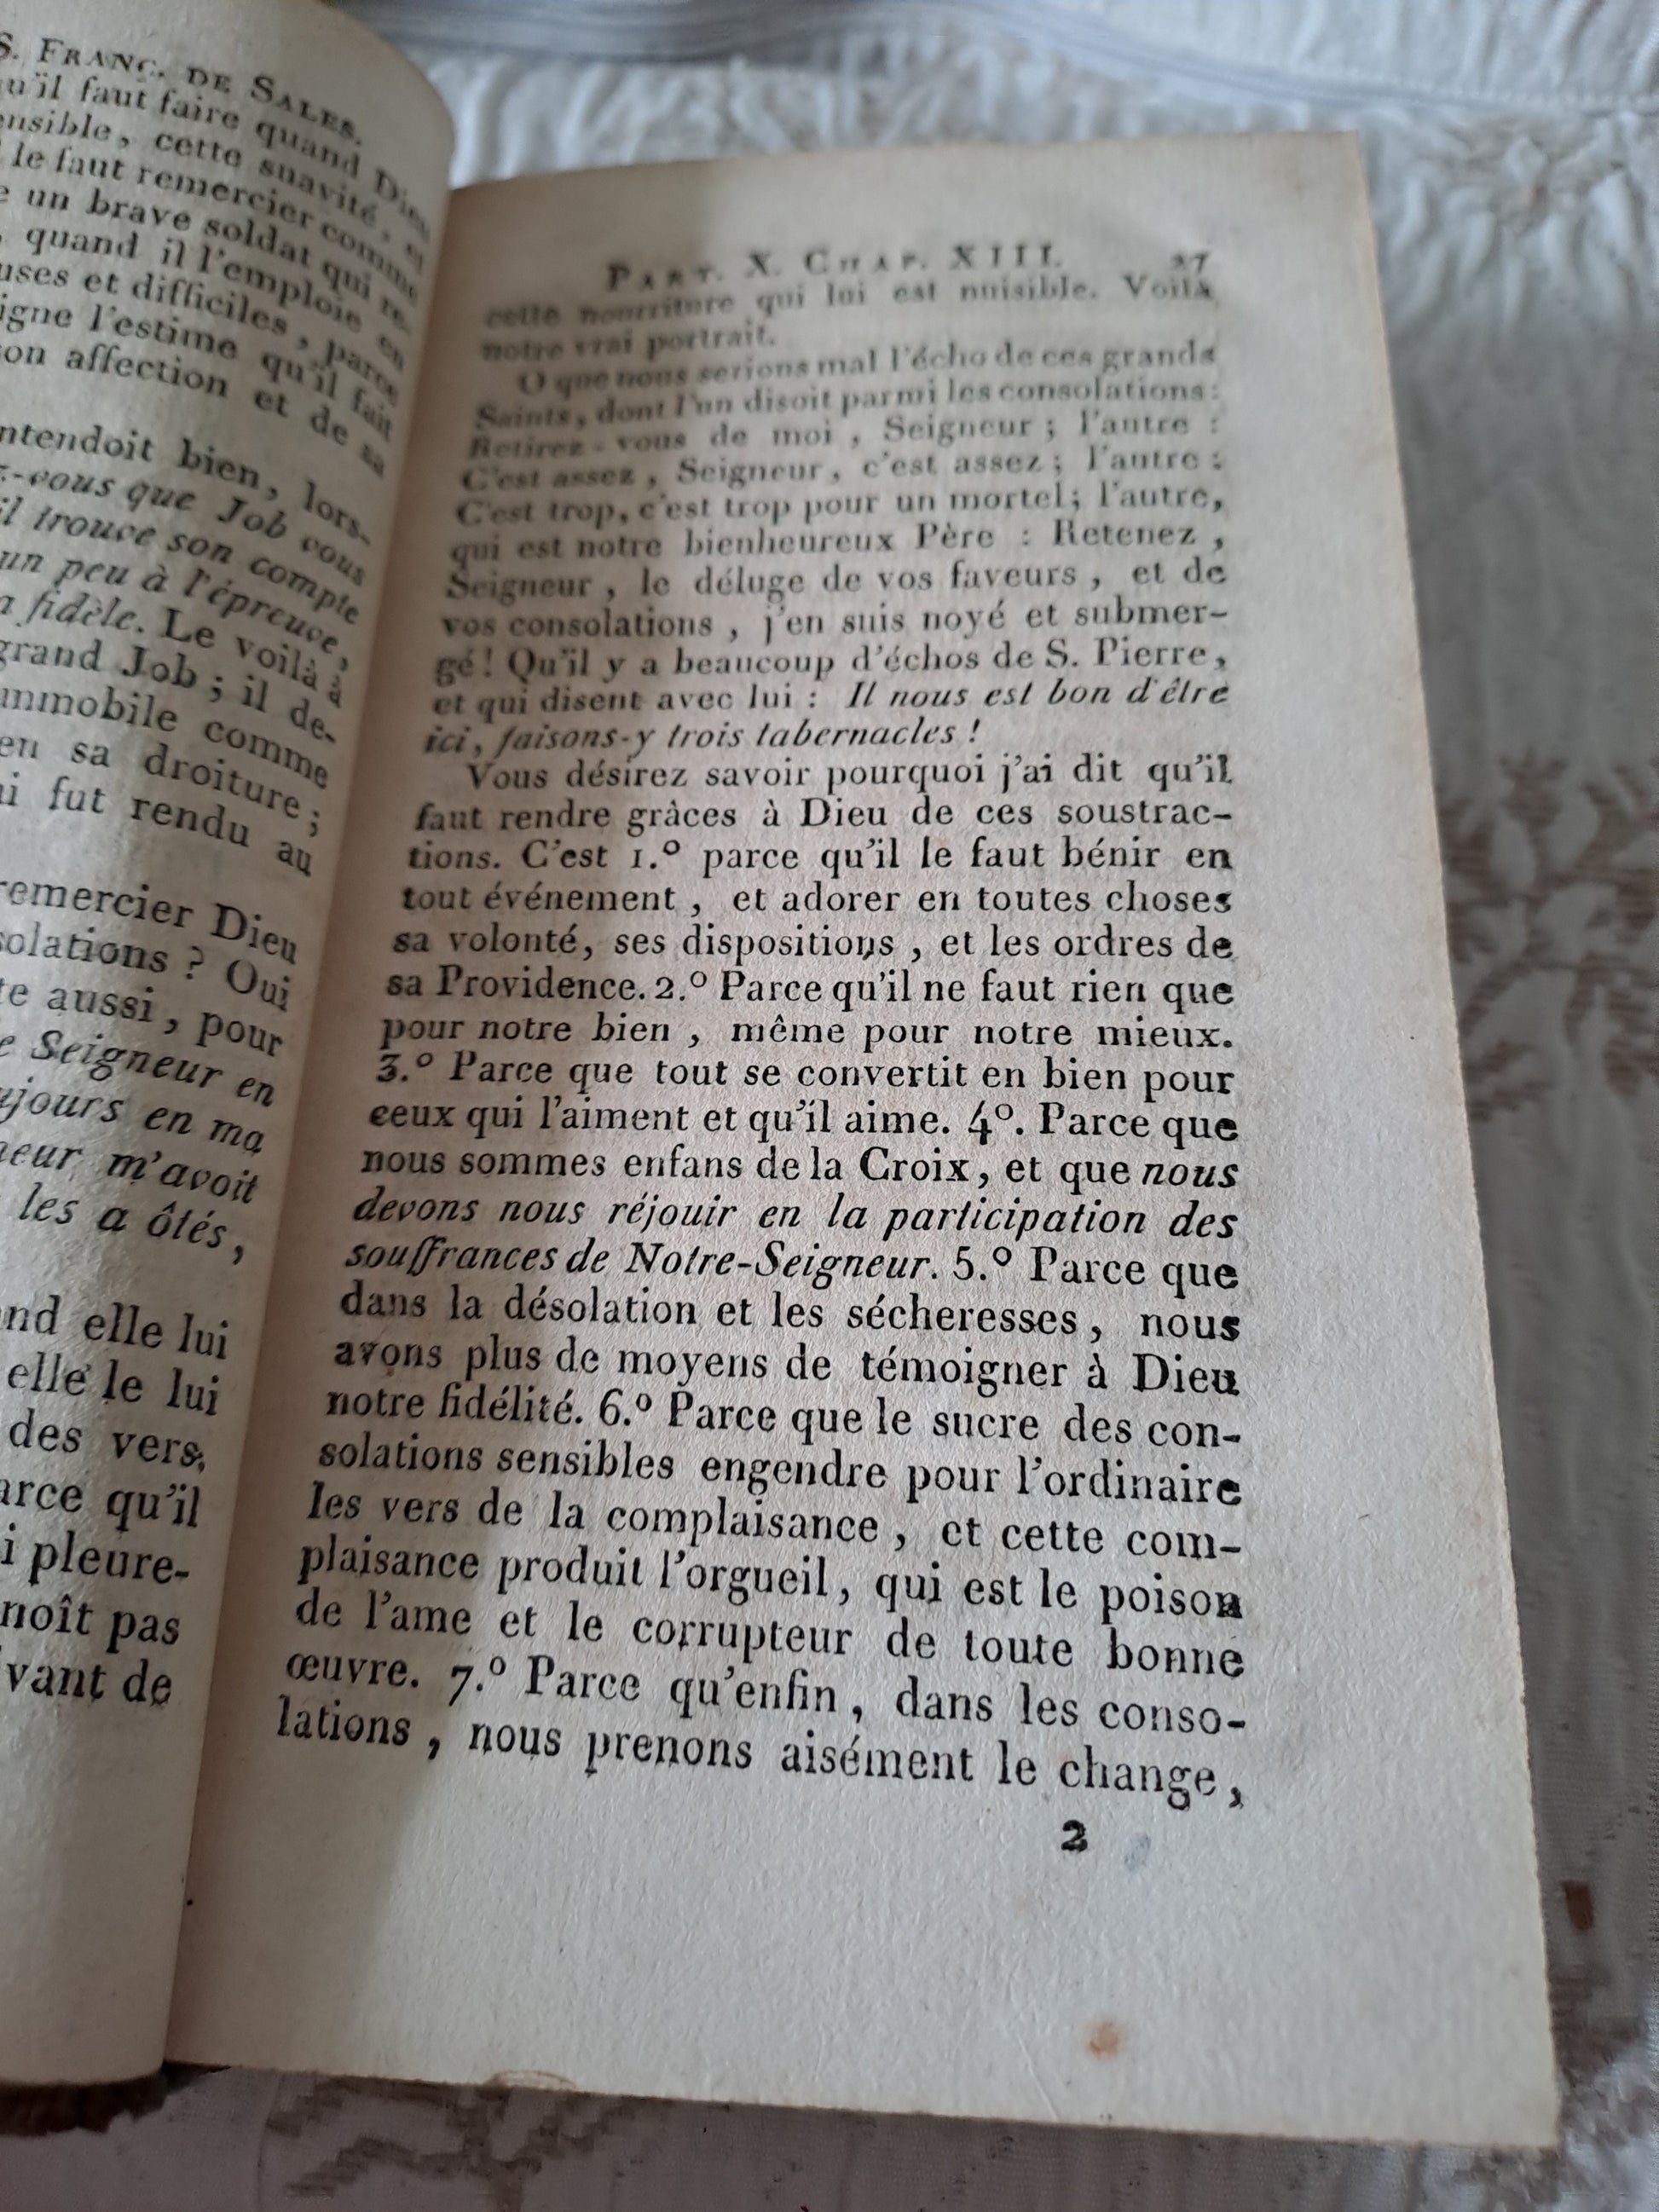 S. FRANC. DE SALES.
qu'il faut faire quand Dieu
ensible, cette suavité, et
le faut remercier comme
un brave soldat qui re-
, quand il l'emploie en
uses et difficiles, parce
igne l'estime qu'il fait
son affection et de sa
ntendoit bien, lors-
z-vous que Job vous
il trouve son compte
un peu à l'épreuve,
a fidèle. Le voilà à
grand Job; il de-
immobile comme
en sa droiture;
ui fut rendu au
remercier Dieu
solations ? Oui
te aussi, pour
e Seigneur en
ujours en ma
neur m'avoit
les a ôtés,
and elle lui
elle le lui
des vers,
arce qu'il
i pleure-
noît pas
vant de
PART. X. CHAP. XIII. 27
cette nourriture qui lui est nuisible. Voilà
notre vrai portrait.
O que nous serions mal l'écho de ces grands
Saints, dont l'un disoit parmi les consolations:
Retirez-vous de moi, Seigneur; l'autre :
C'est assez, Seigneur, c'est assez; l'autre :
C'est trop, c'est trop pour un mortel; l'autre,
qui est notre bienheureux Père : Retenez,
Seigneur, le déluge de vos faveurs, et de
vos consolations, j'en suis noyé et submer-
gé! Qu'il y a beaucoup d'échos de S. Pierre,
et qui disent avec lui : Il nous est bon d'être
ici, faisons-y trois tabernacles !
Vous désirez savoir pourquoi j'ai dit qu'il
faut rendre grâces à Dieu de ces soustrac-
tions. C'est 1.º parce qu'il le faut bénir en
tout événement, et adorer en toutes choses
sa volonté, ses dispositions, et les ordres de
sa Providence. 2.º Parce qu'il ne faut rien que
pour notre bien, même pour notre mieux.
3.º Parce que tout se convertit en bien pour
ceux qui l'aiment et qu'il aime. 4º. Parce que
nous sommes enfans de la Croix, et que nous
devons nous réjouir en la participation des
souffrances de Notre-Seigneur. 5.º Parce que
dans la désolation et les sécheresses, nous
avons plus de moyens de témoigner à Dieu
notre fidélité. 6.º Parce que le sucre des con-
solations sensibles engendre pour l'ordinaire
les vers de la complaisance, et cette com-
plaisance produit l'orgueil, qui est le poison
de l'ame et le corrupteur de toute bonne
œuvre. 7.º Parce qu'enfin, dans les conso-
lations, nous prenons aisément le change,
2